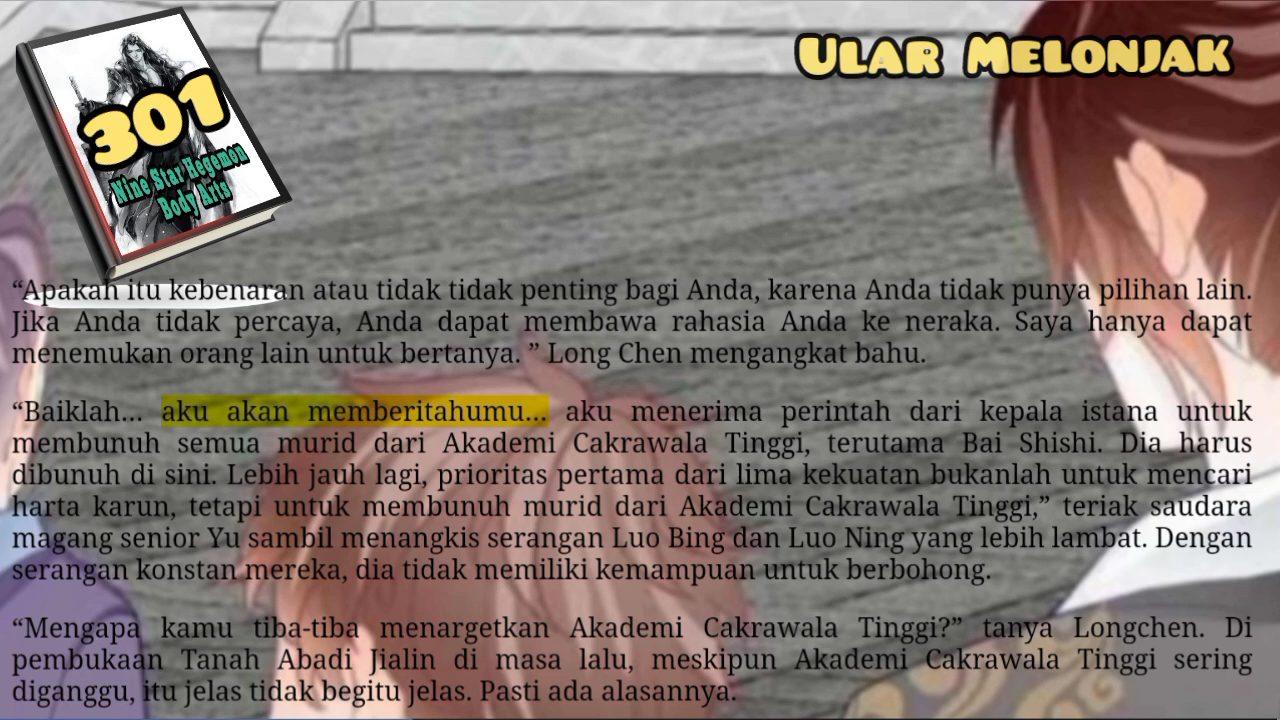 Ular Melonjak
301
Nine Star Hegemon
Body Arts
“Apakah itu kebenaran atau tidak tidak penting bagi Anda, karena Anda tidak punya pilihan lain.
Jika Anda tidak percaya, Anda dapat membawa rahasia Anda ke neraka. Saya hanya dapat
menemukan orang lain untuk bertanya. ” Long Chen mengangkat bahu.
“Baiklah… aku akan memberitahumu… aku menerima perintah dari kepala istana untuk
membunuh semua murid dari Akademi Cakrawala Tinggi, terutama Bai Shishi. Dia harus
dibunuh di sini. Lebih jauh lagi, prioritas pertama dari lima kekuatan bukanlah untuk mencari
harta karun, tetapi untuk membunuh murid dari Akademi Cakrawala Tinggi,” teriak saudara
magang senior Yu sambil menangkis serangan Luo Bing dan Luo Ning yang lebih lambat. Dengan
serangan konstan mereka, dia tidak memiliki kemampuan untuk berbohong.
“Mengapa kamu tiba-tiba menargetkan Akademi Cakrawala Tinggi?” tanya Longchen. Di
pembukaan Tanah Abadi Jialin di masa lalu, meskipun Akademi Cakrawala Tinggi sering
diganggu, itu jelas tidak begitu jelas. Pasti ada alasannya.